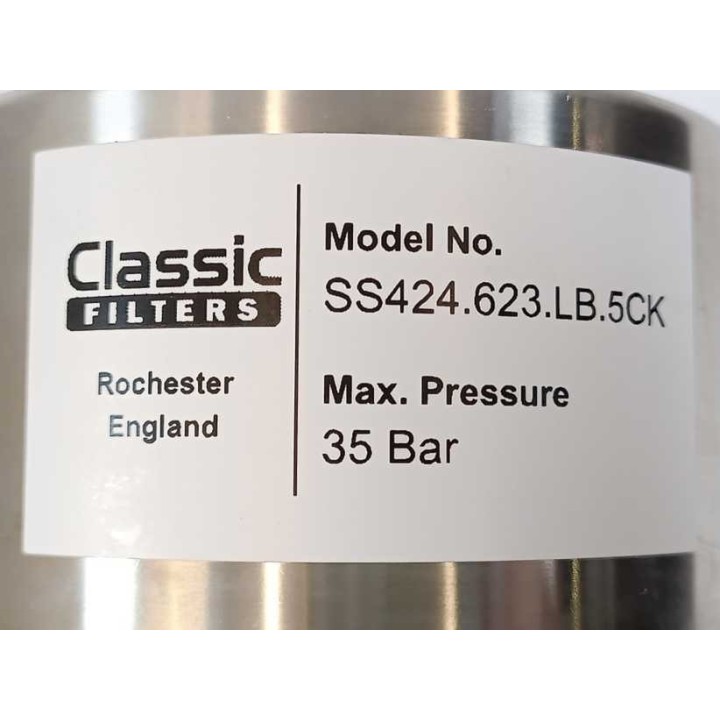 Classic
FILTERS
Rochester
England
Model No.
SS424.623.LB.5CK
Max. Pressure
35 Bar